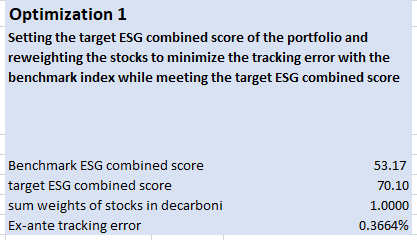 Optimization 1
Setting the target ESG combined score of the portfolio and
reweighting the stocks to minimize the tracking error with the
benchmark index while meeting the target ESG combined score
Benchmark ESG combined score 53.17
target ESG combined score 70.10
sum weights of stocks in decarboni 1.0000
Ex-ante tracking error 0.3664%